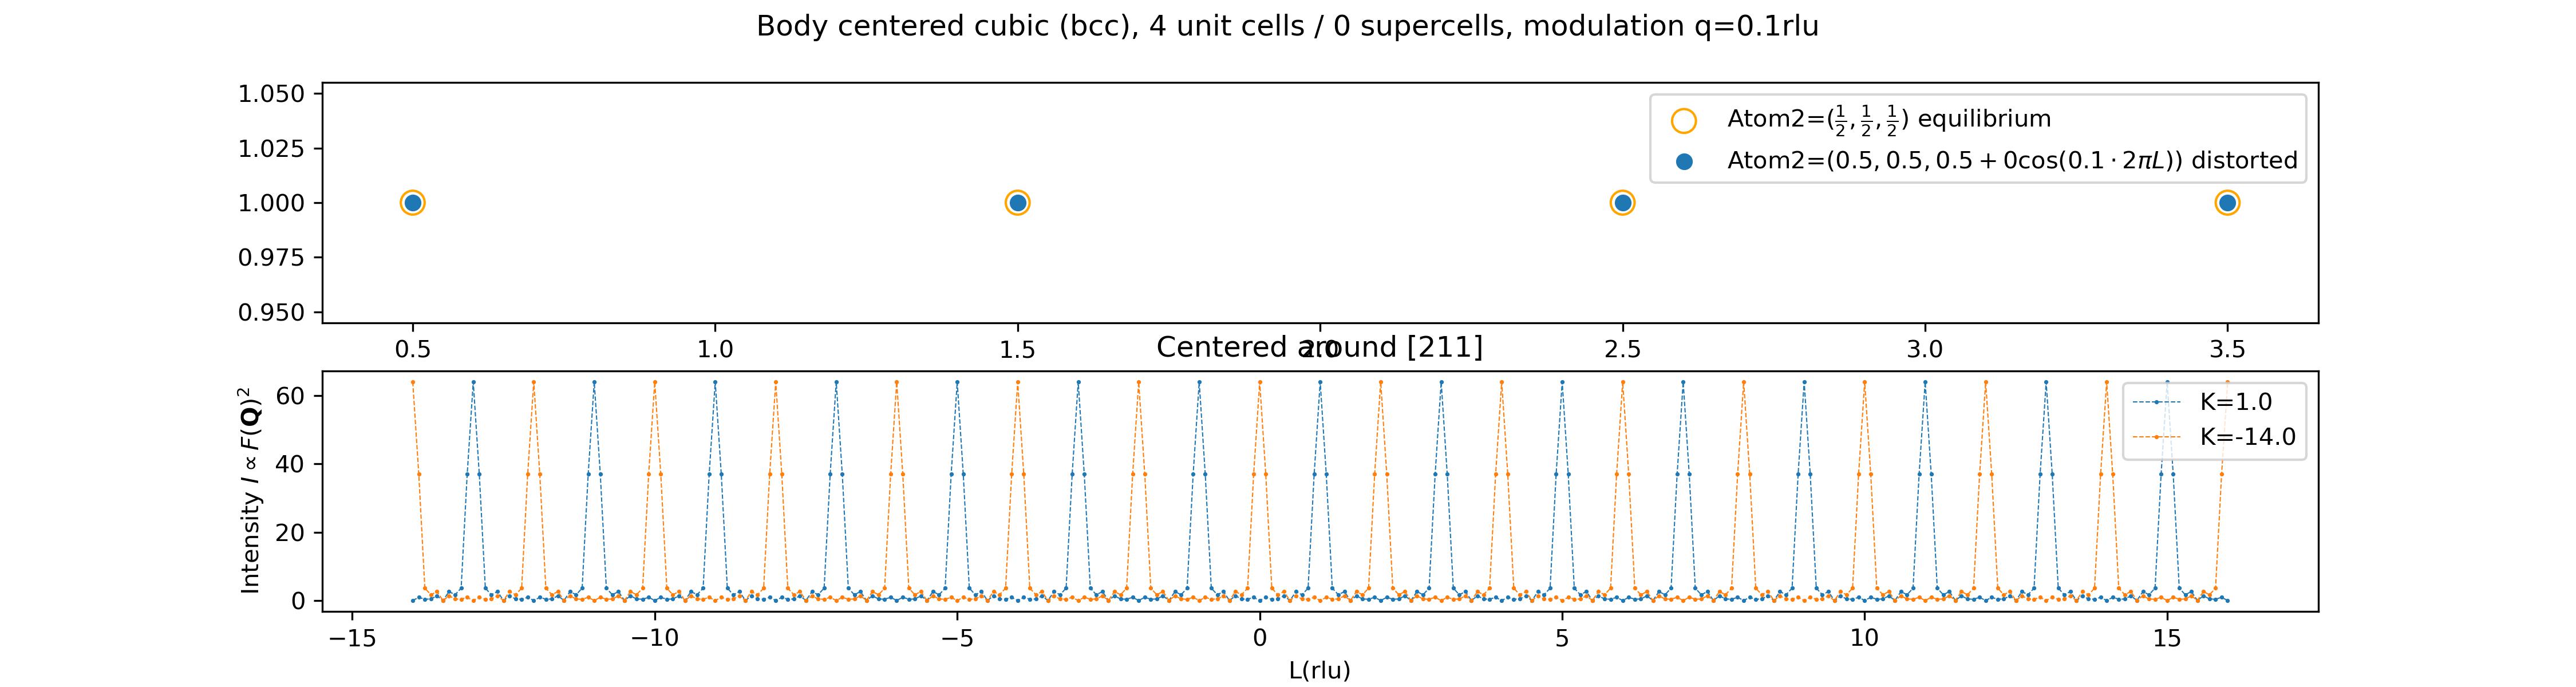 Body centered cubic (bcc), 4 unit cells / 0 supercells, modulation q=0.1rlu
1.050
1.025
1.000
0.975
0.950
Atom2=(1/2, 1/2, 1/2) equilibrium
Atom2=(0.5, 0.5, 0.5 + 0cos(0.1 · 2πL)) distorted
0.5 1.0 1.5 2.0 2.5 3.0 3.5
Centered around [211]
Intensity I ∝ F(Q)²
60
40
20
0
K=1.0
K=-14.0
−15 −10 −5 0 5 10 15
L(rlu)